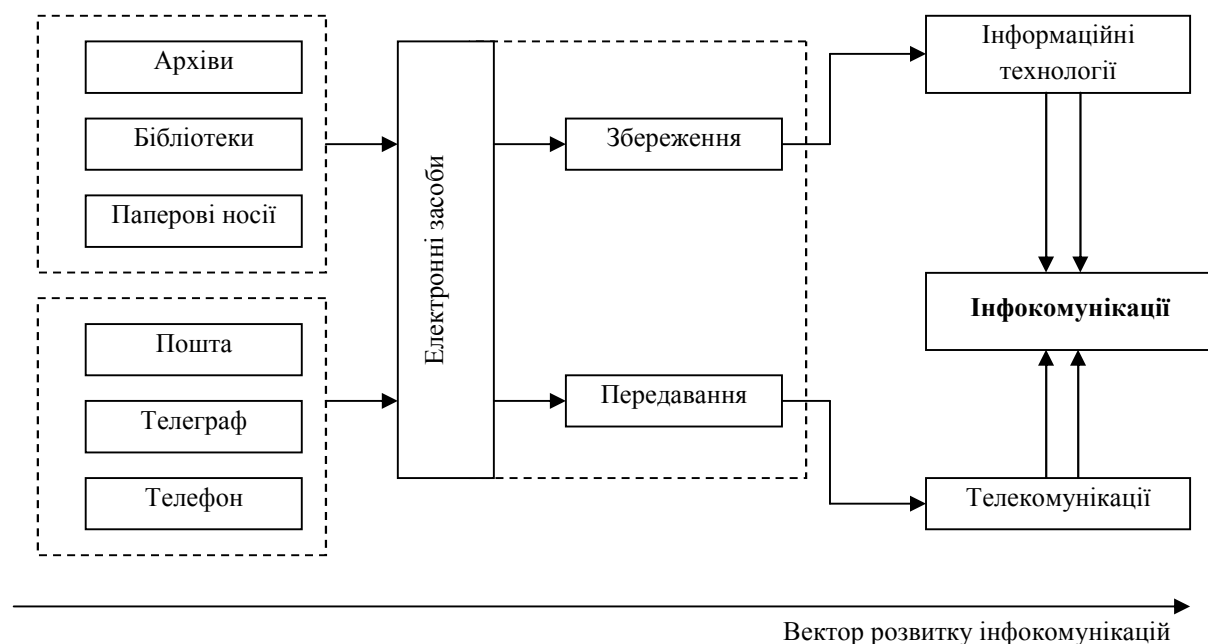 Архіви
Бібліотеки
Паперові носії
Пошта
Телеграф
Телефон
Електронні засоби
Збереження
Передавання
Інформаційні
технології
Інфокомунікації
Телекомунікації
Вектор розвитку інфокомунікацій